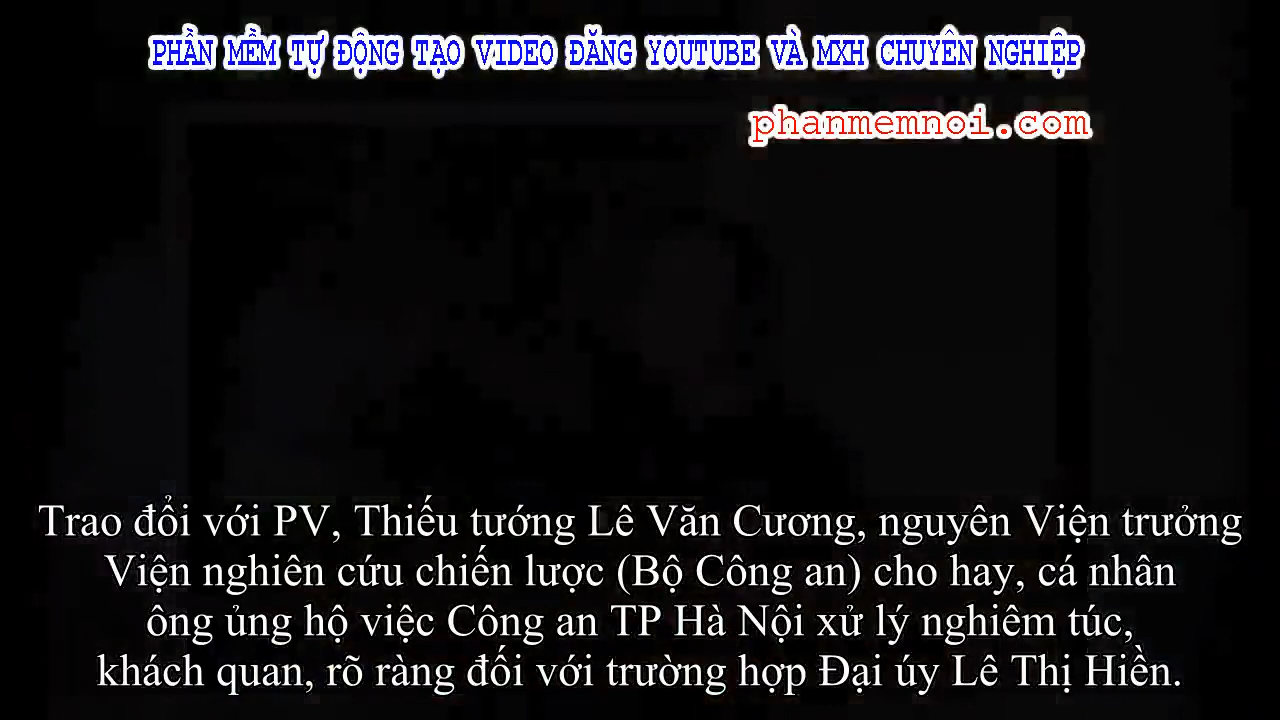 PHẦN MỀM TỰ ĐỘNG TẠO VIDEO ĐĂNG YOUTUBE VÀ MXH CHUYÊN NGHIỆP
phanmemnoi.com
Trao đổi với PV, Thiếu tướng Lê Văn Cương, nguyên Viện trưởng
Viện nghiên cứu chiến lược (Bộ Công an) cho hay, cá nhân
ông ủng hộ việc Công an TP Hà Nội xử lý nghiêm túc,
khách quan, rõ ràng đối với trường hợp Đại úy Lê Thị Hiền.